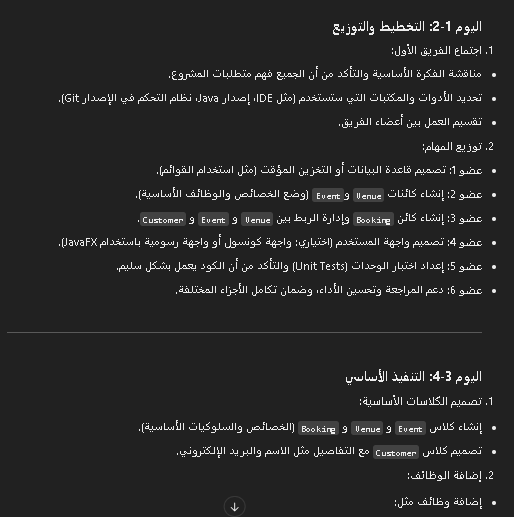 اليوم 1-2: التخطيط والتوزيع
1. اجتماع الفريق الأول:
• مناقشة الفكرة الأساسية والتأكد من أن الجميع فهم متطلبات المشروع.
• تحديد الأدوات والمكتبات التي ستستخدم (مثل IDE، إصدار Java، نظام التحكم في الإصدار Git).
• تقسيم العمل بين أعضاء الفريق.
2. توزيع المهام:
• عضو 1: تصميم قاعدة البيانات أو التخزين المؤقت (مثل استخدام القوائم).
• عضو 2: إنشاء كائنات Venue و Event (وضع الخصائص والوظائف الأساسية).
• عضو 3: إنشاء كائن Booking وإدارة الربط بين Venue و Event و Customer.
• عضو 4: تصميم واجهة المستخدم (اختياري: واجهة كونسول أو واجهة رسومية باستخدام JavaFX).
• عضو 5: إعداد اختبار الوحدات (Unit Tests) والتأكد من أن الكود يعمل بشكل سليم.
• عضو 6: دعم المراجعة وتحسين الأداء، وضمان تكامل الأجزاء المختلفة.
اليوم 3-4: التنفيذ الأساسي
1. تصميم الكلاسات الأساسية:
• إنشاء كلاس Event و Venue و Booking (الخصائص والسلوكيات الأساسية).
• تصميم كلاس Customer مع التفاصيل مثل الاسم والبريد الإلكتروني.
2. إضافة الوظائف:
• إضافة وظائف مثل: